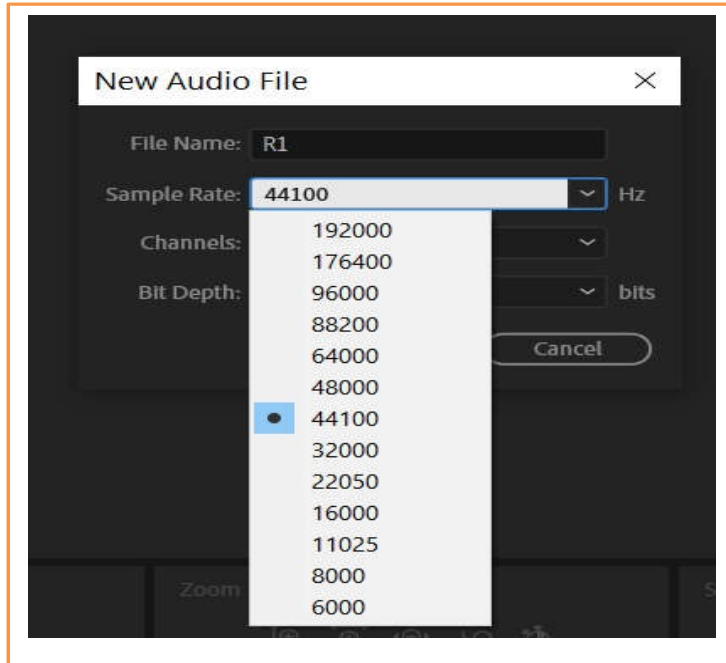 New Audio File
File Name: R1
Sample Rate: 44100 Hz
Channels:
Bit Depth: bits
Cancel
192000
176400
96000
88200
64000
48000
44100
32000
22050
16000
11025
8000
6000
Zoom
S